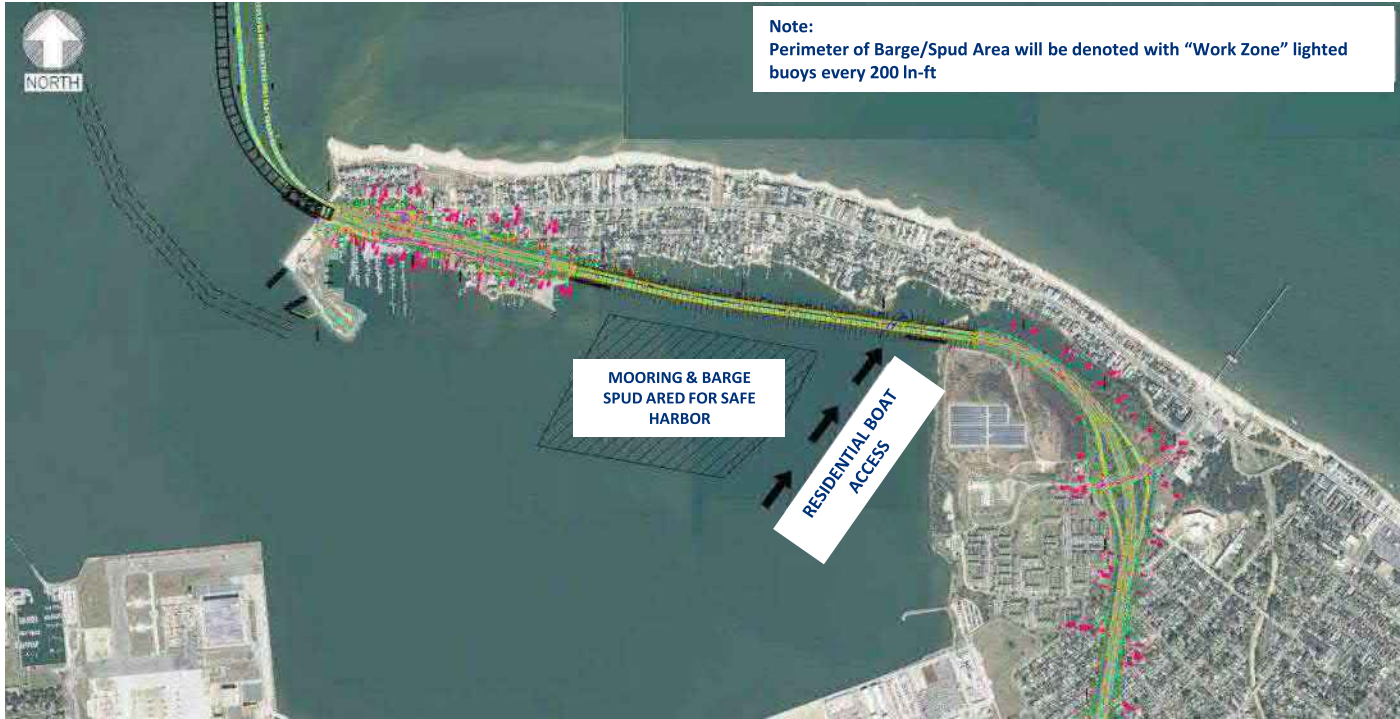 NORTH
Note:
Perimeter of Barge/Spud Area will be denoted with “Work Zone” lighted
buoys every 200 ln-ft
MOORING & BARGE
SPUD ARED FOR SAFE
HARBOR
RESIDENTIAL BOAT
ACCESS